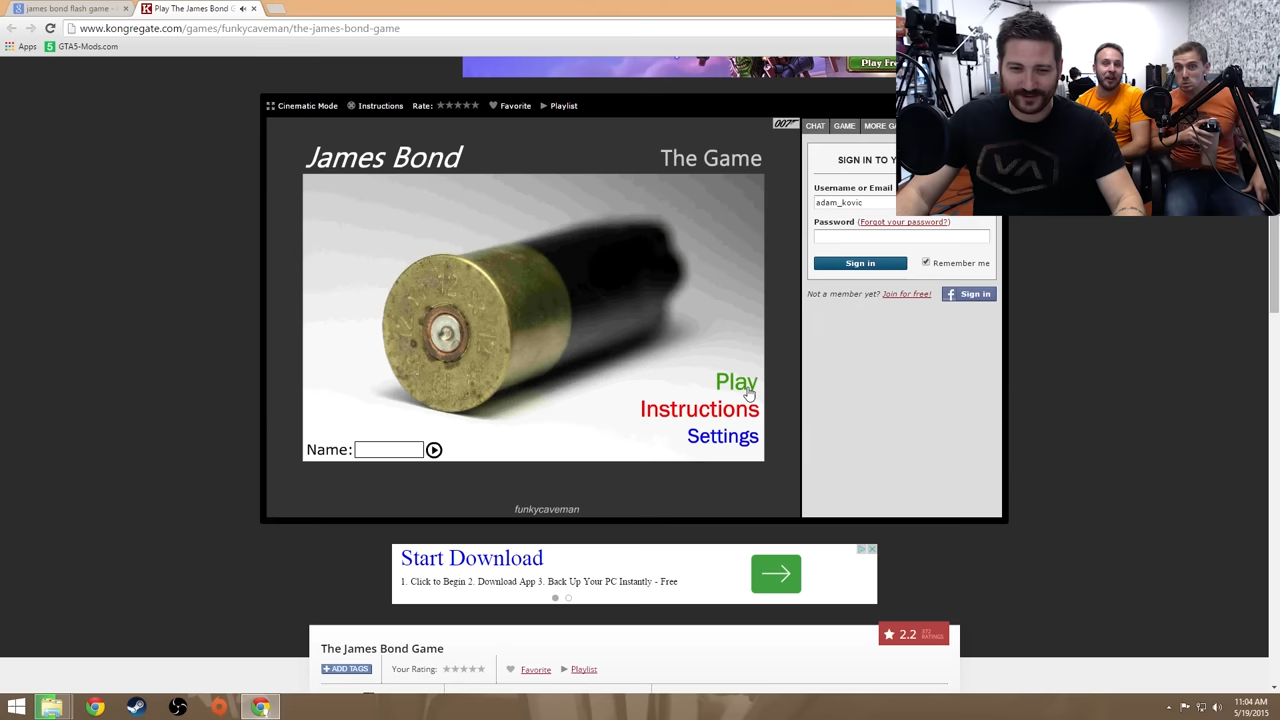 james bond flash game -
Play The James Bond G
www.kongregate.com/games/funkycaveman/the-james-bond-game
Apps
GTA5-Mods.com
Play Fre
Cinematic Mode
Instructions
Rate:
Favorite
Playlist
007
CHAT
GAME
MORE GA
James Bond
The Game
SIGN IN TO Y
Username or Email
adam_kovic
Password (Forgot your password?)
Sign in
Remember me
Not a member yet? Join for free!
f Sign in
VA
Play
Instructions
Settings
Name:
funkycaveman
Start Download
1. Click to Begin 2. Download App 3. Back Up Your PC Instantly - Free
2.2
372 RATINGS
The James Bond Game
+ ADD TAGS
Your Rating:
Favorite
Playlist
11:04 AM
5/19/2015